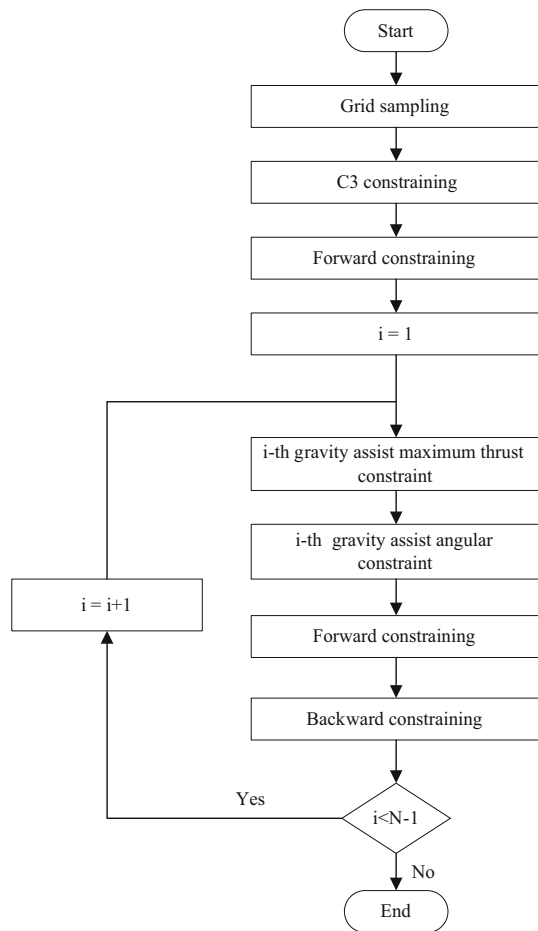 Start
Grid sampling
C3 constraining
Forward constraining
i = 1
i-th gravity assist maximum thrust
constraint
i-th gravity assist angular
constraint
i = i+1
Forward constraining
Backward constraining
Yes
i<N-1
No
End